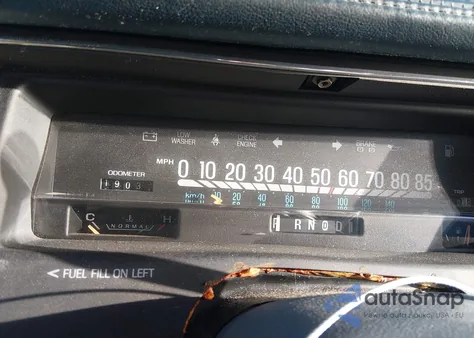 LOW
WASHER
CHECK
ENGINE
BRAKE
ODOMETER
MPH 0 10 20 30 40 50 60 70 80 85
km/h 20 40 60 80 100 120 140
C NORMAL H
R N D D
< FUEL FILL ON LEFT
autoSnap